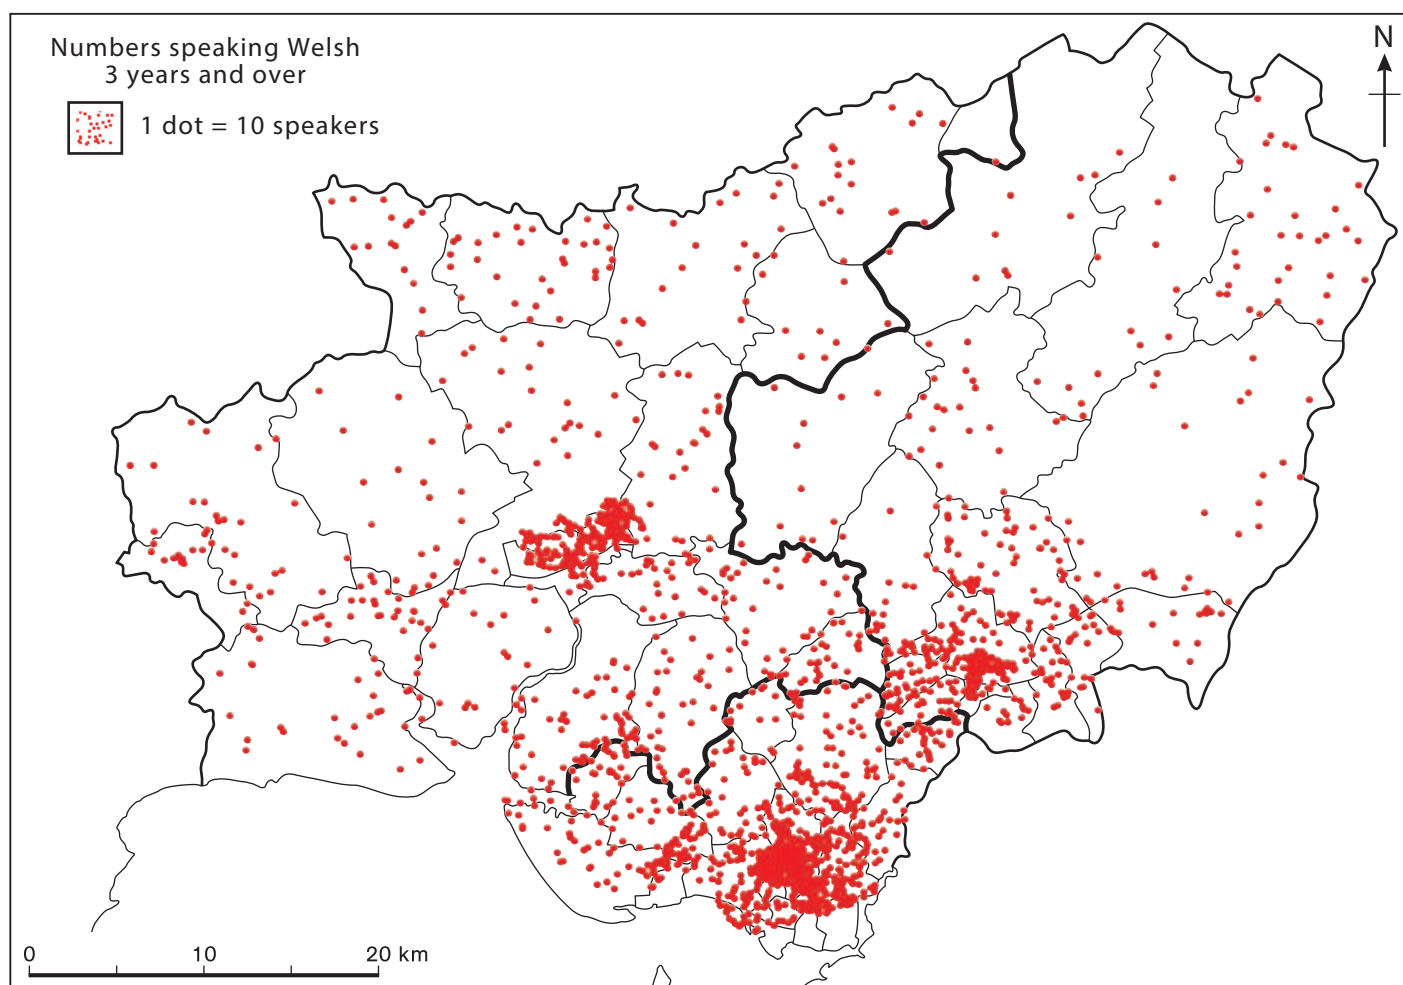 Numbers speaking Welsh
3 years and over
1 dot = 10 speakers
N
0 10 20 km